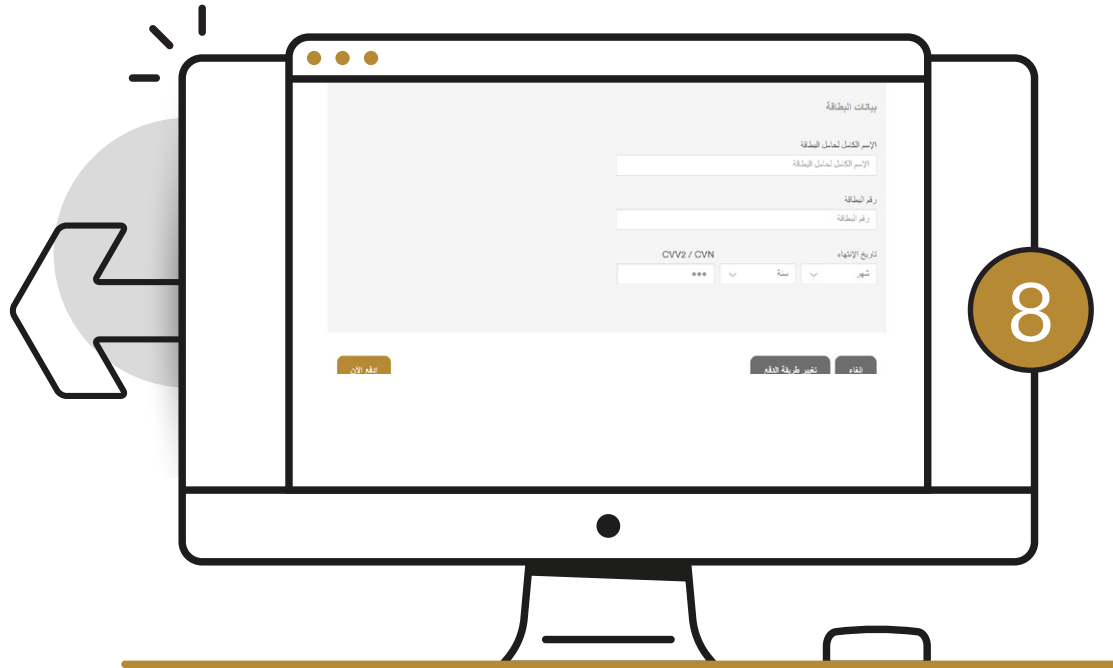 بيانات البطاقة
الإسم الكامل لحامل البطاقة
الإسم الكامل لحامل البطاقة
رقم البطاقة
رقم البطاقة
تاريخ الإنتهاء CVV2 / CVN
شهر سنة •••
إلغاء تغيير طريقة الدفع إدفع الآن
8